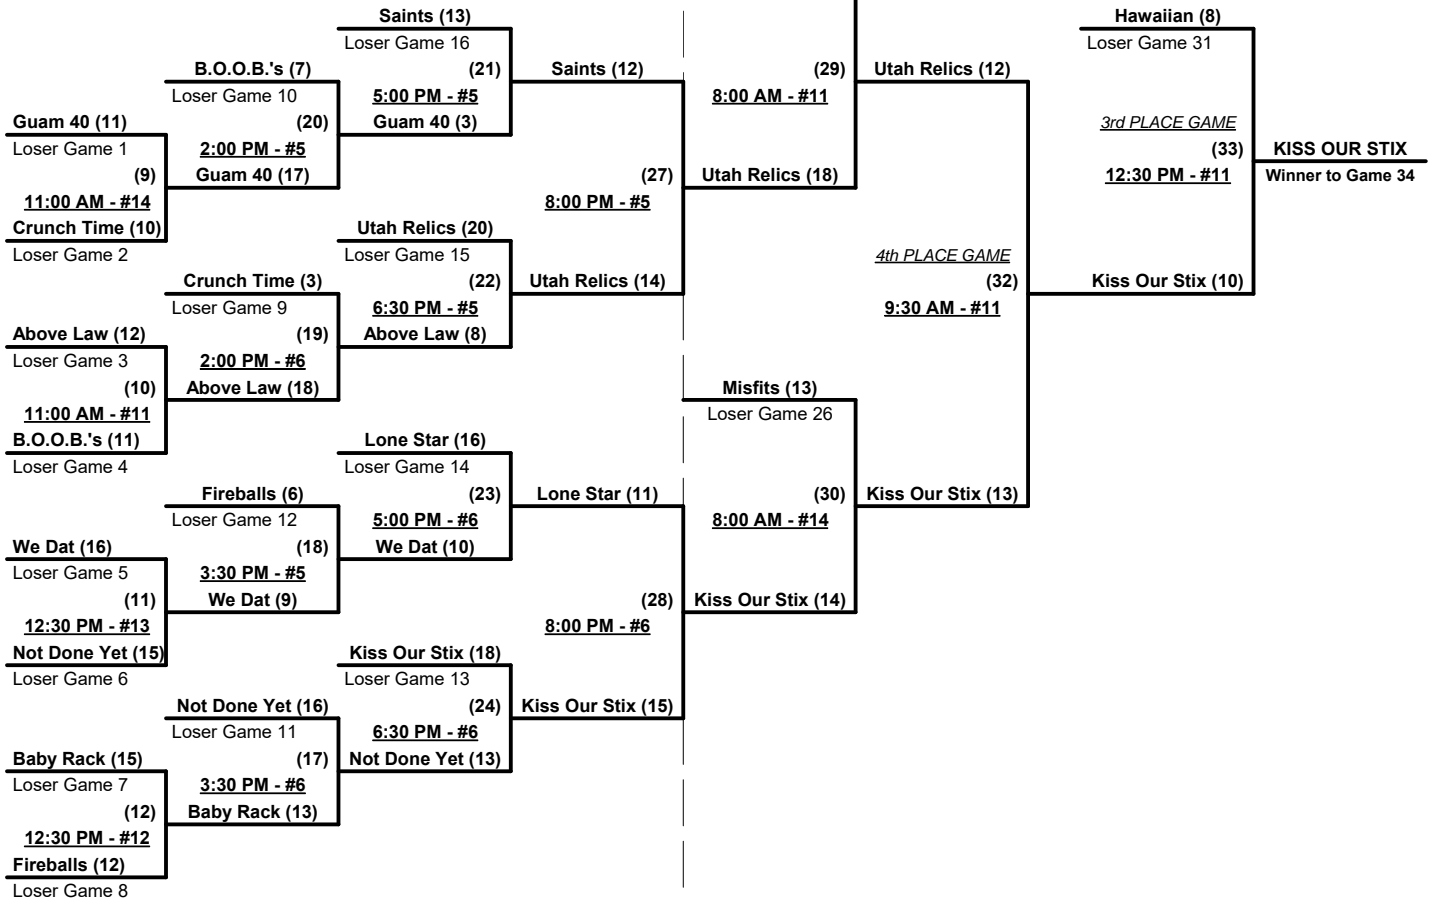 Saints (13)
Hawaiian (8)
Loser Game 16
Loser Game 31
B.O.O.B.'s (7)
(21)
Saints (12)
(29)
Utah Relics (12)
Loser Game 10
5:00 PM - #5
8:00 AM - #11
Guam 40 (11)
(20)
Guam 40 (3)
3rd PLACE GAME
Loser Game 1
2:00 PM - #5
(33)
KISS OUR STIX
(9)
Guam 40 (17)
(27)
Utah Relics (18)
12:30 PM - #11
Winner to Game 34
11:00 AM - #14
8:00 PM - #5
Crunch Time (10)
Utah Relics (20)
Loser Game 2
Loser Game 15
4th PLACE GAME
Crunch Time (3)
(22)
Utah Relics (14)
(32)
Kiss Our Stix (10)
Loser Game 9
6:30 PM - #5
9:30 AM - #11
Above Law (12)
(19)
Above Law (8)
Loser Game 3
2:00 PM - #6
(10)
Above Law (18)
Misfits (13)
11:00 AM - #11
Loser Game 26
B.O.O.B.'s (11)
Lone Star (16)
Loser Game 4
Loser Game 14
Fireballs (6)
(23)
Lone Star (11)
(30)
Kiss Our Stix (13)
Loser Game 12
5:00 PM - #6
8:00 AM - #14
We Dat (16)
(18)
We Dat (10)
Loser Game 5
3:30 PM - #5
(11)
We Dat (9)
(28)
Kiss Our Stix (14)
12:30 PM - #13
8:00 PM - #6
Not Done Yet (15)
Kiss Our Stix (18)
Loser Game 6
Loser Game 13
Not Done Yet (16)
(24)
Kiss Our Stix (15)
Loser Game 11
6:30 PM - #6
Baby Rack (15)
(17)
Not Done Yet (13)
Loser Game 7
3:30 PM - #6
(12)
Baby Rack (13)
12:30 PM - #12
Fireballs (12)
Loser Game 8